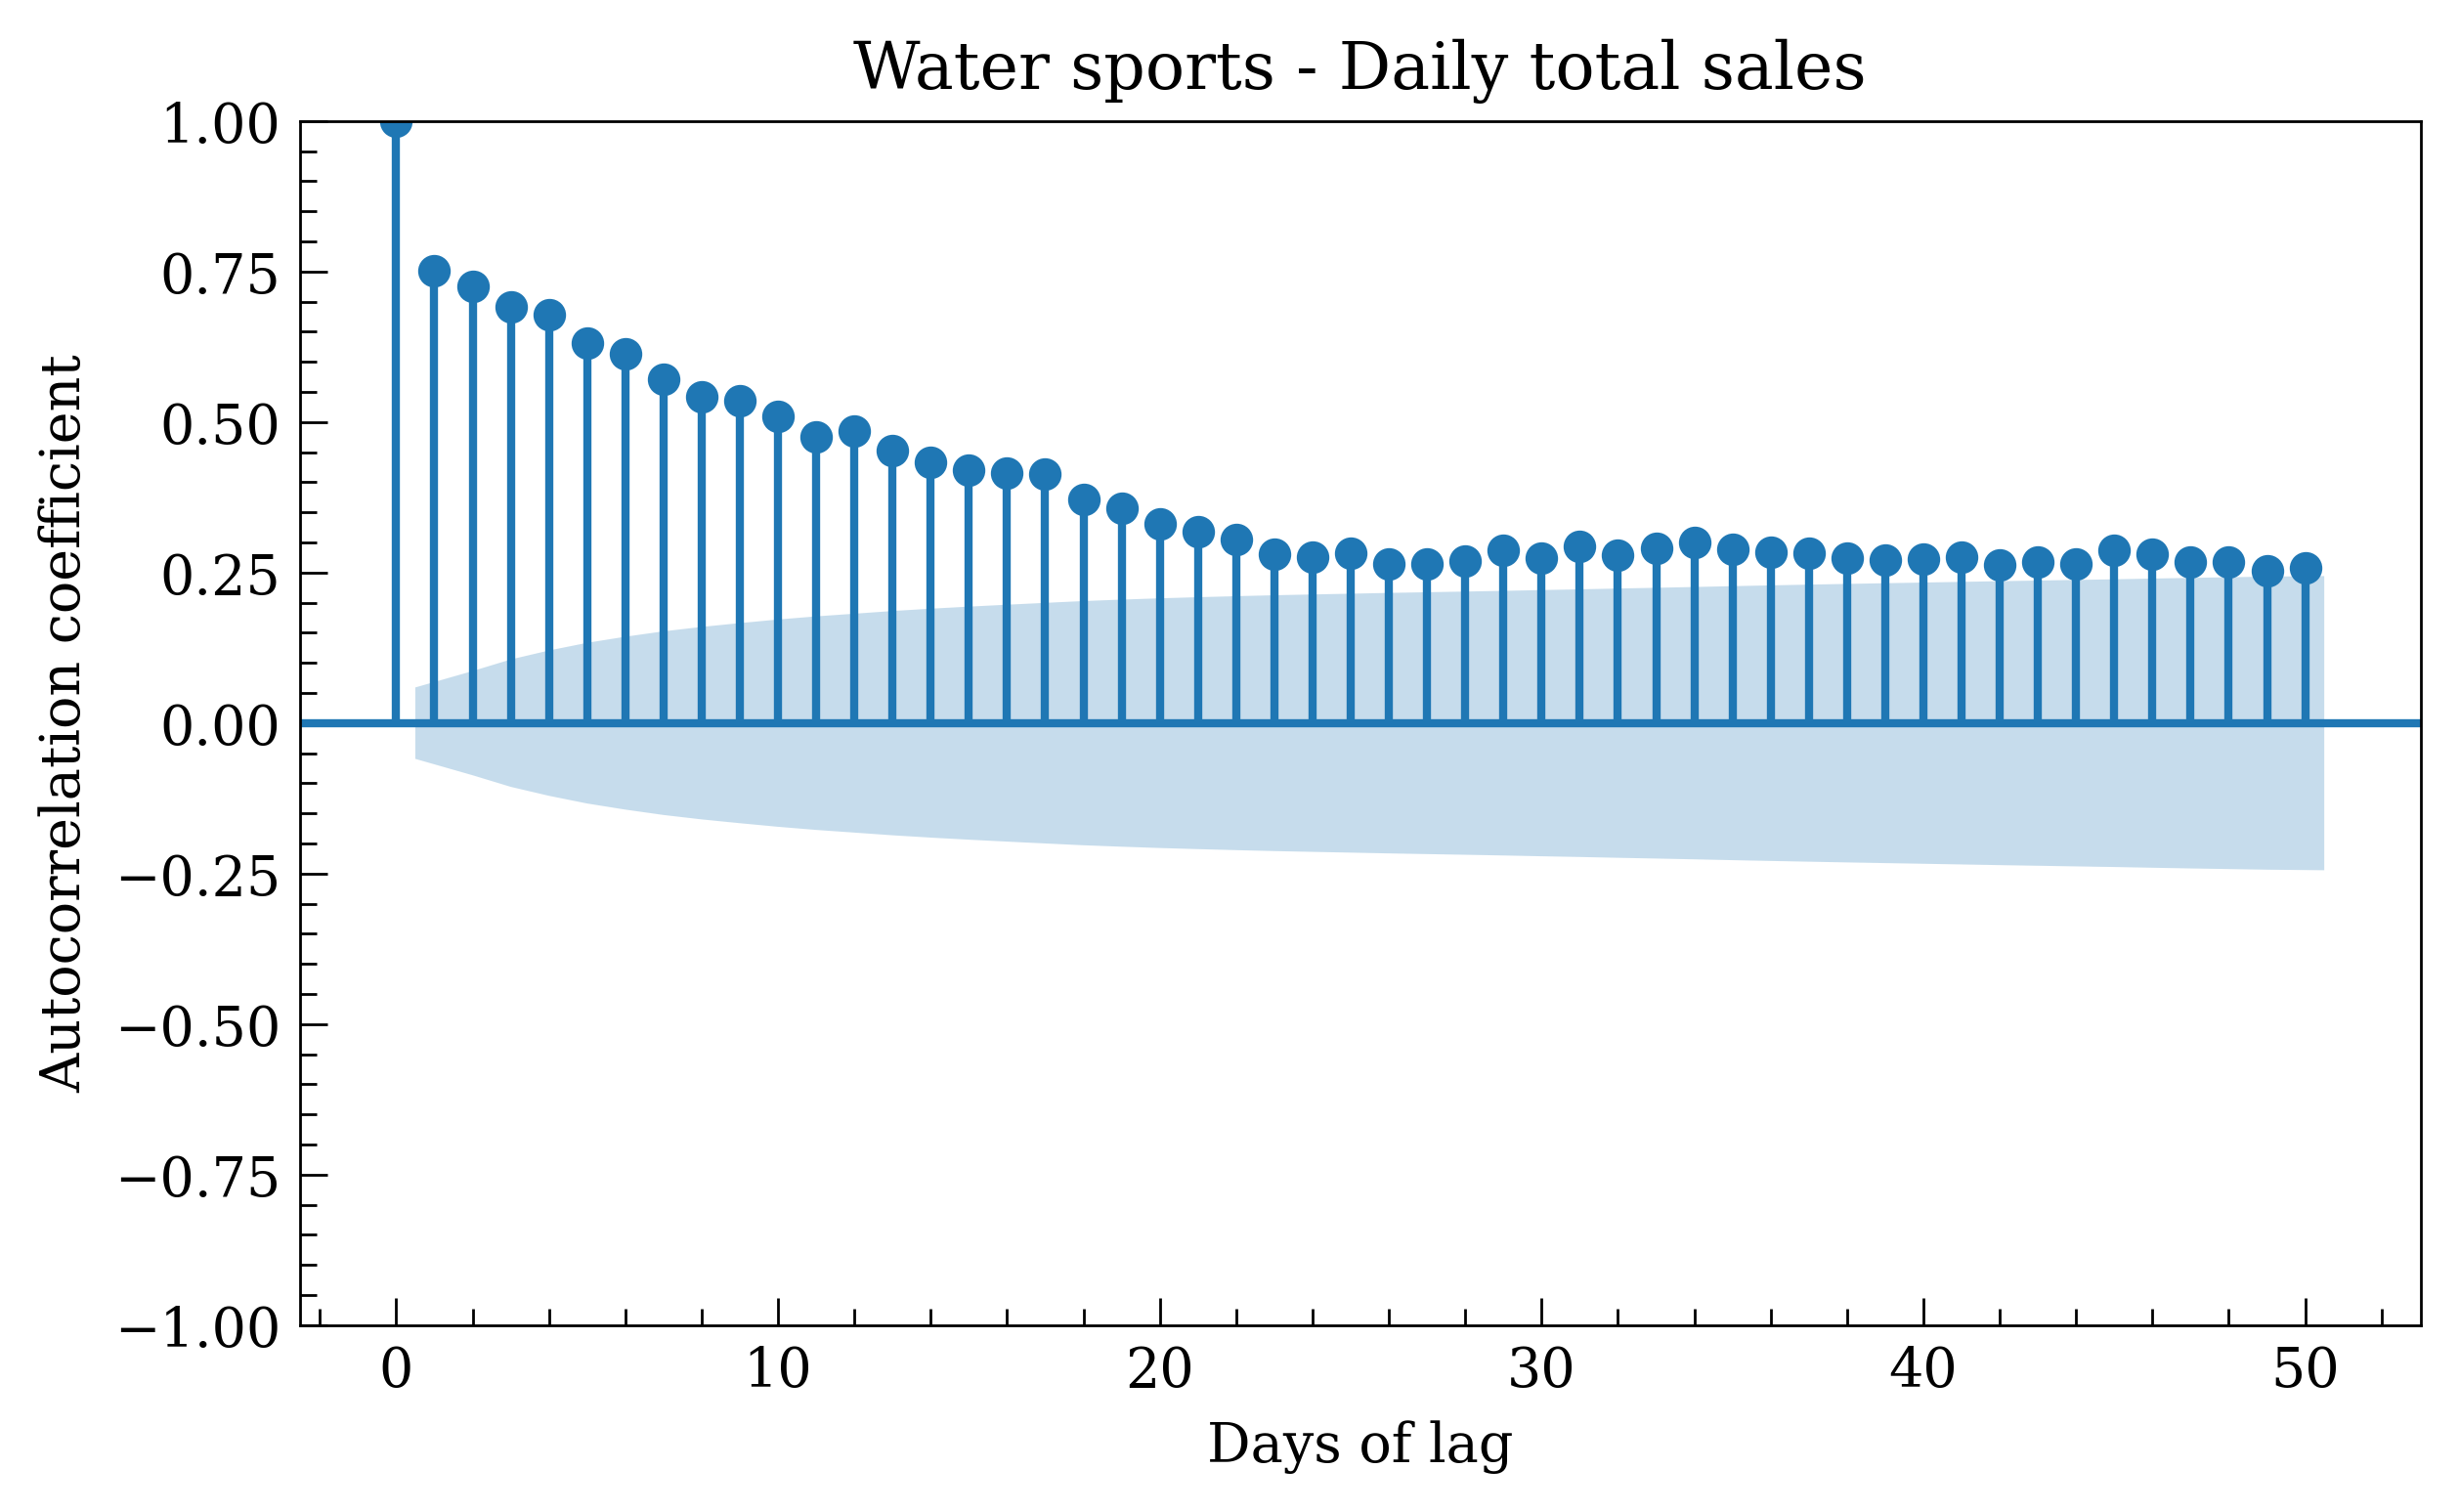 Water sports - Daily total sales
1.00
0.75
0.50
0.25
0.00
−0.25
−0.50
−0.75
−1.00
Autocorrelation coefficient
0 10 20 30 40 50
Days of lag